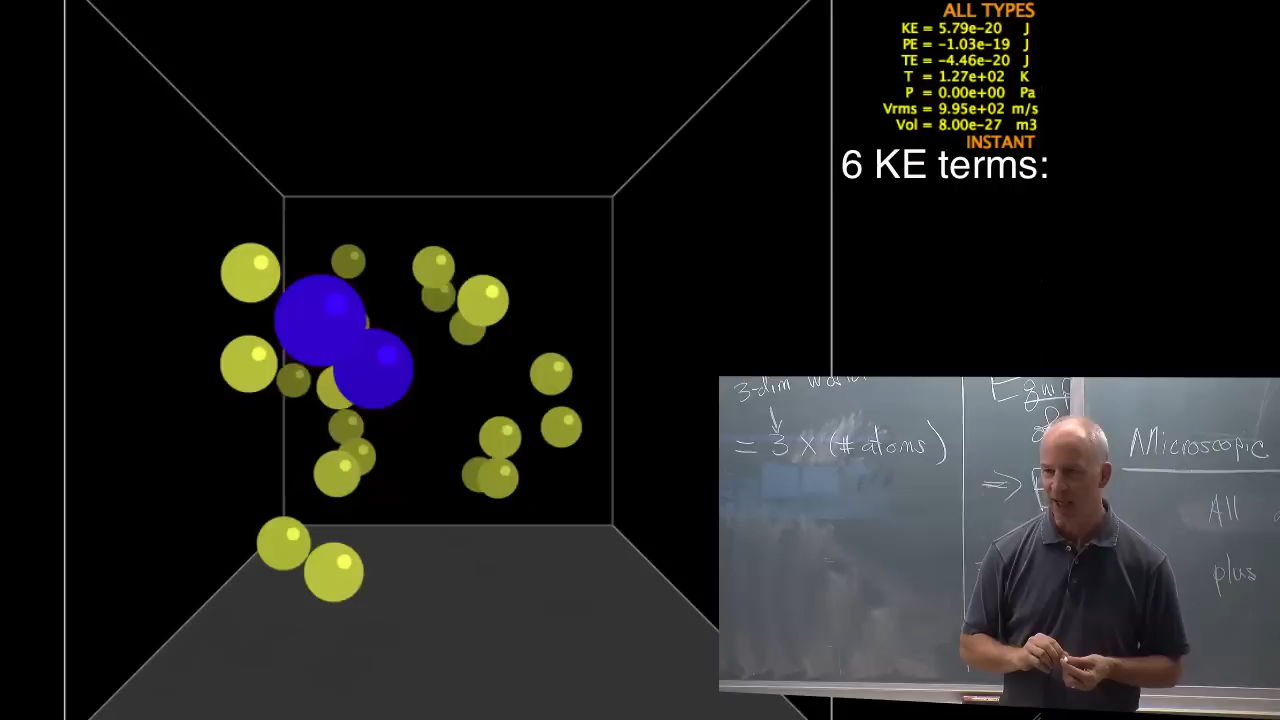 ALL TYPES
KE = 5.79e-20 J
PE = -1.03e-19 J
TE = -4.46e-20 J
T = 1.27e+02 K
P = 0.00e+00 Pa
Vrms = 9.95e+02 m/s
Vol = 8.00e-27 m3
INSTANT
6 KE terms:
3-dim
= 3 X (# atoms)
Microscopic
All
plus